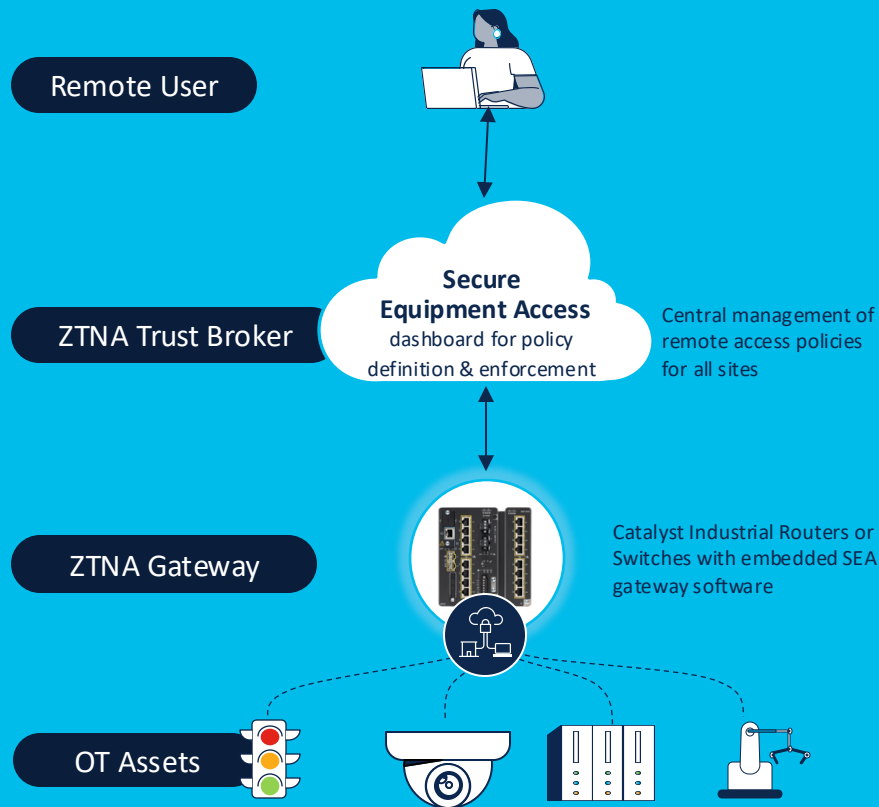 Remote User
Secure
Equipment Access
dashboard for policy
definition & enforcement
ZTNA Trust Broker
Central management of
remote access policies
for all sites
ZTNA Gateway
Catalyst Industrial Routers or
Switches with embedded SEA
gateway software
OT Assets